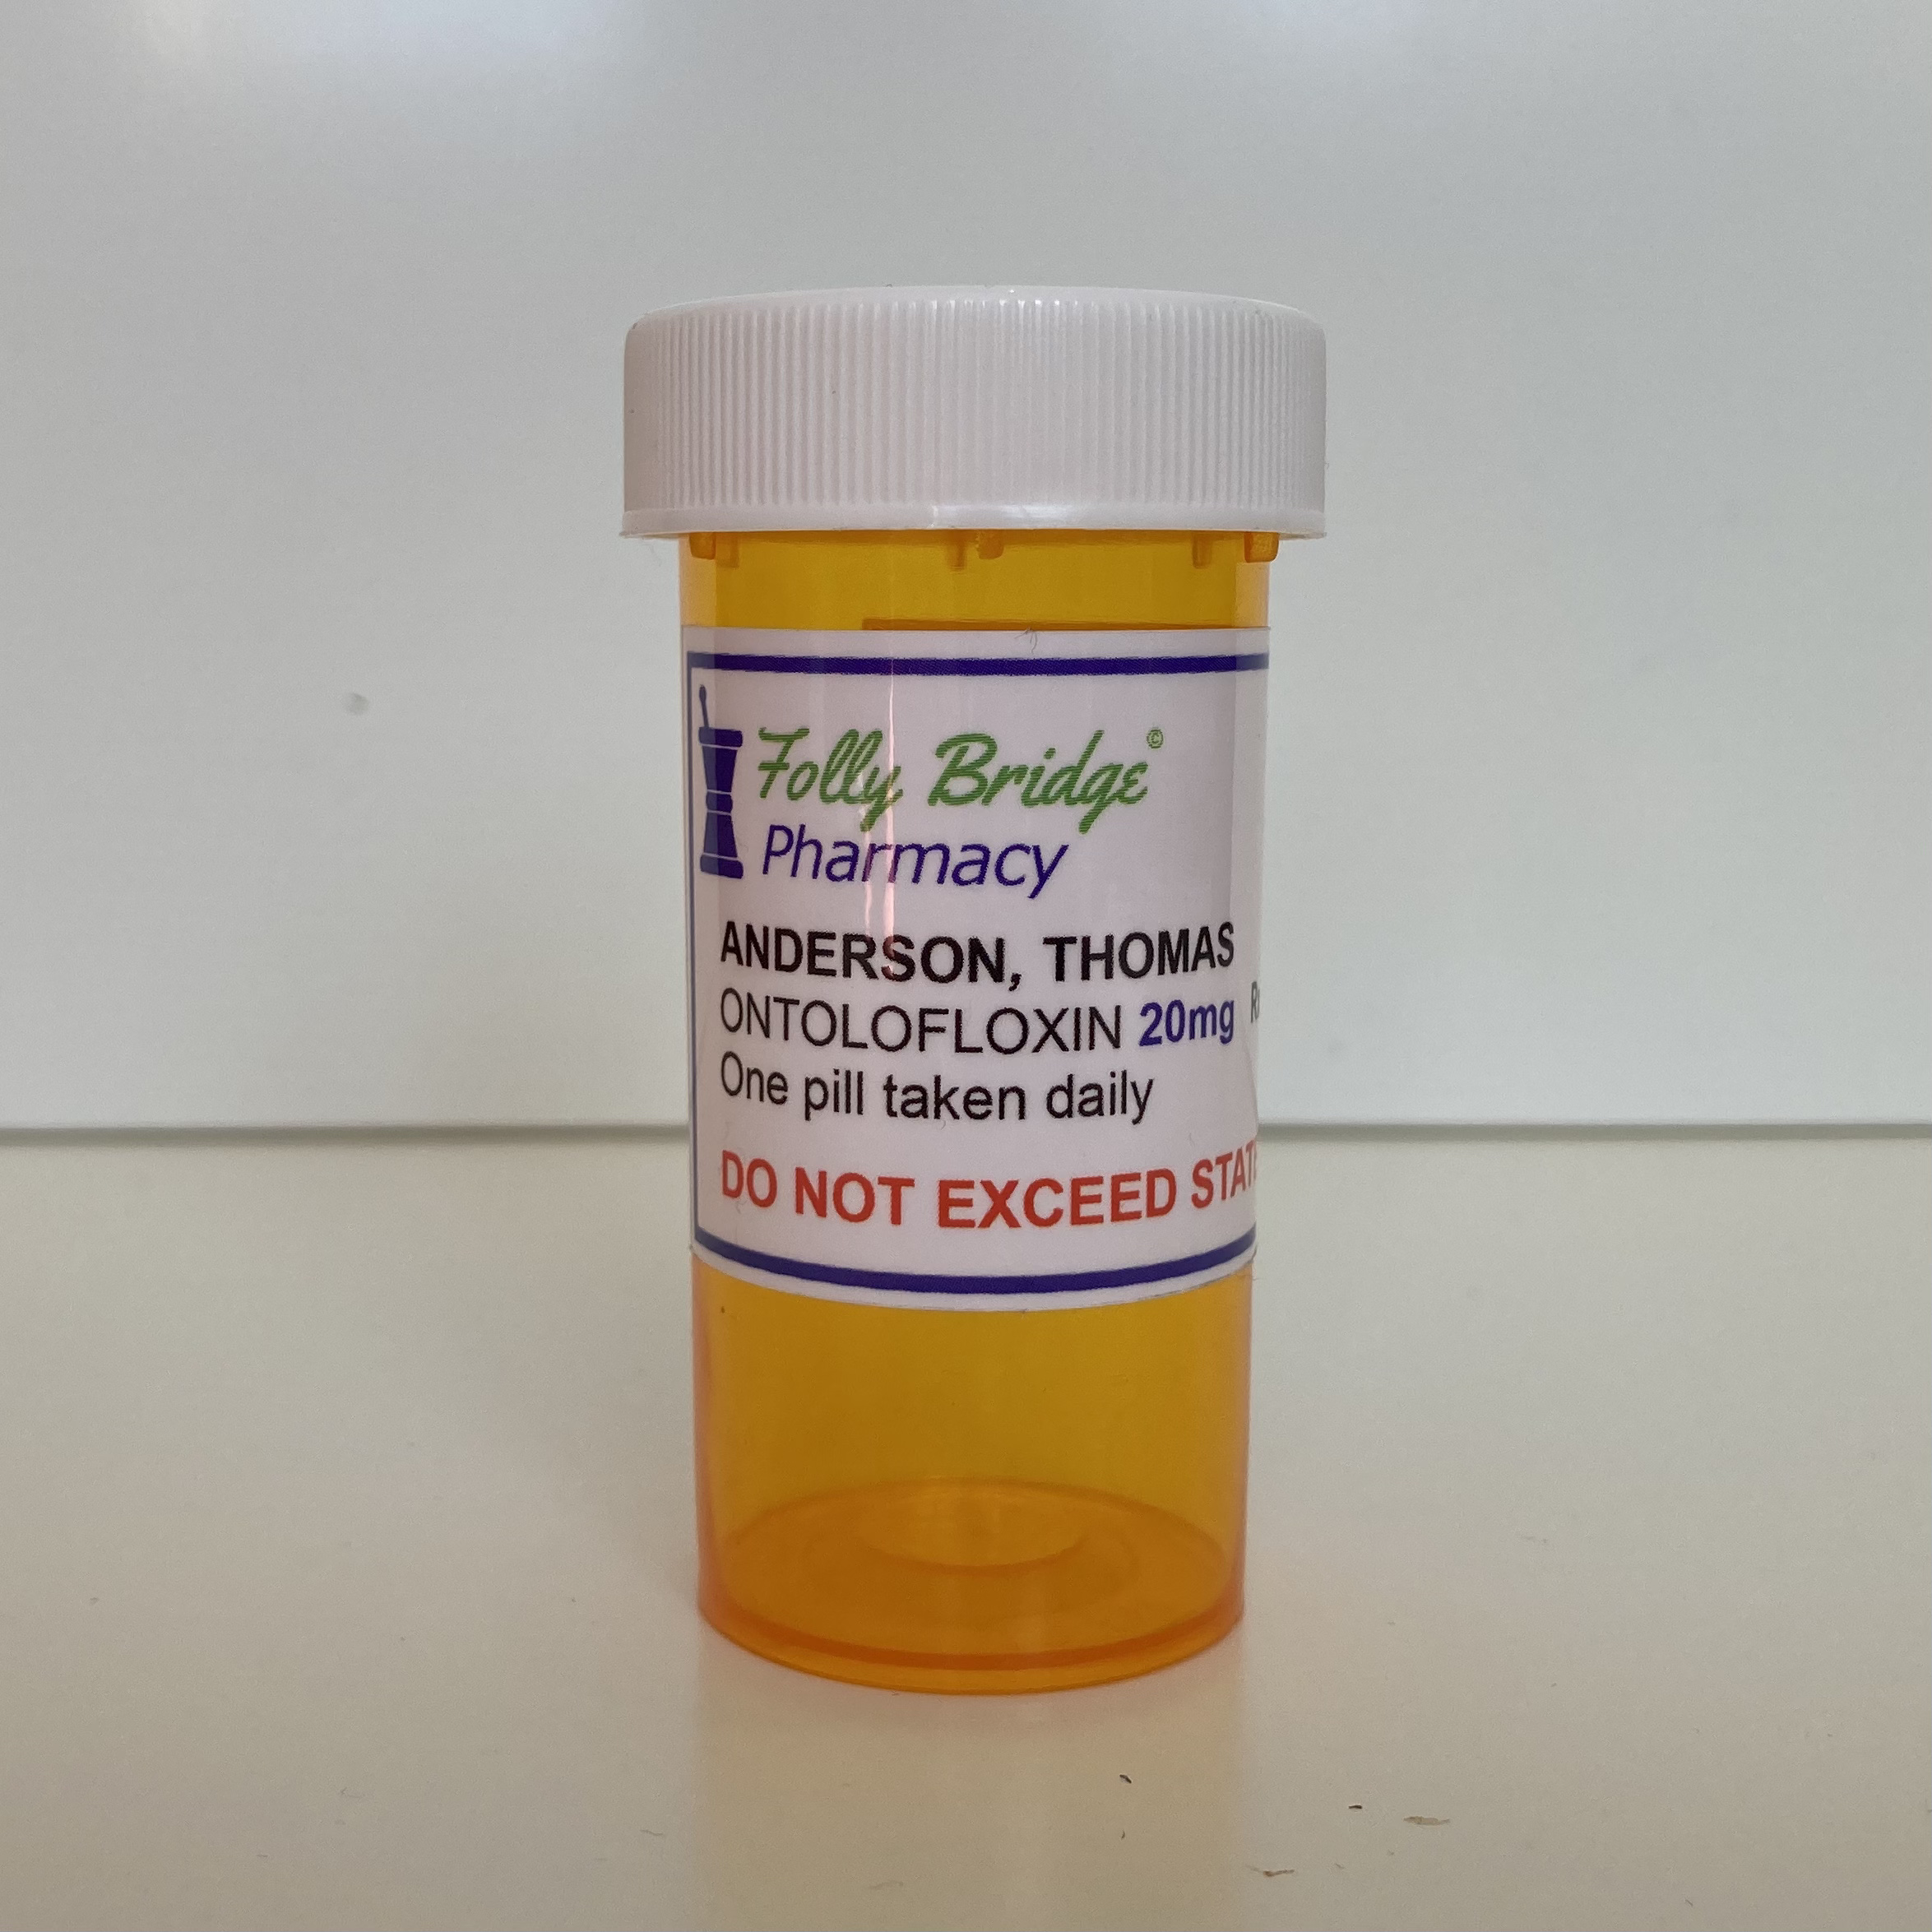 Folly Bridge©
Pharmacy
ANDERSON, THOMAS
ONTOLOFLOXIN 20mg
One pill taken daily
DO NOT EXCEED